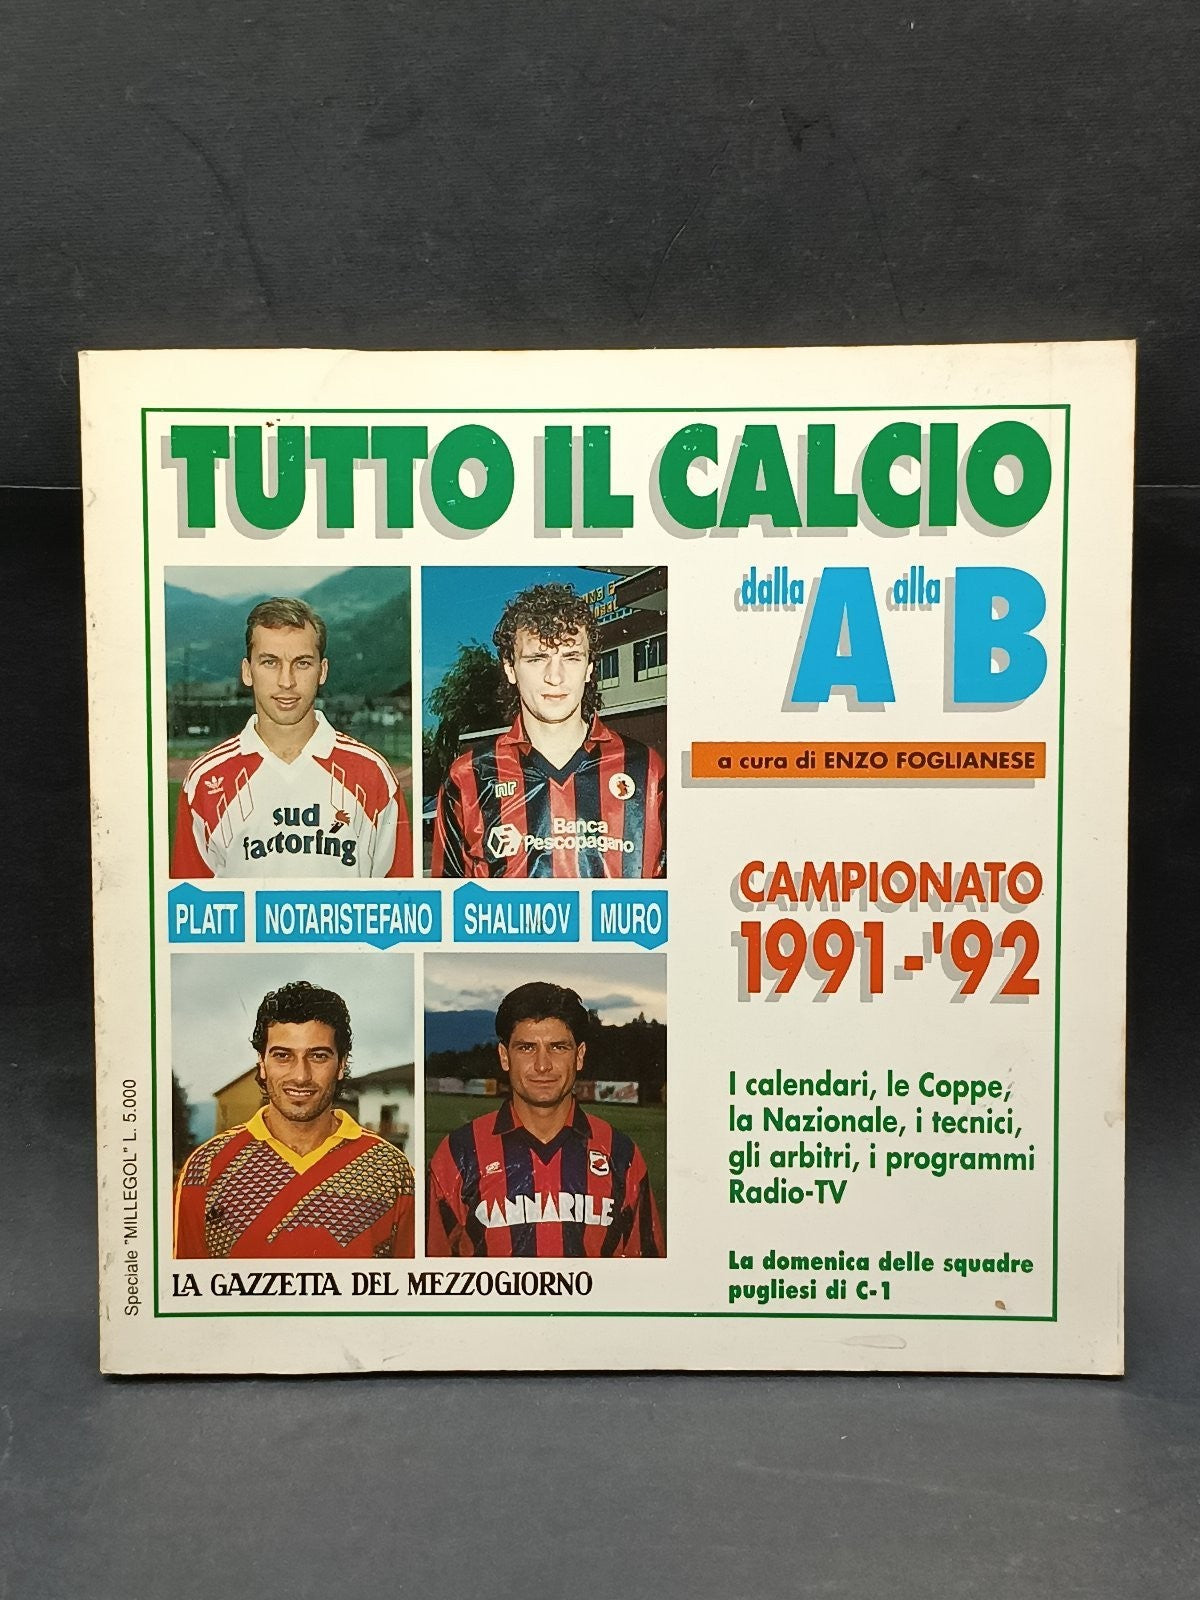 TUTTO IL CALCIO
dalla A alla B
a cura di ENZO FOGLIANESE
sud
factoring
nr
Banca
Pescopagano
CAMPIONATO
1991-'92
PLATT NOTARISTEFANO SHALIMOV MURO
CANNARILE
I calendari, le Coppe,
la Nazionale, i tecnici,
gli arbitri, i programmi
Radio-TV
La domenica delle squadre
pugliesi di C-1
LA GAZZETTA DEL MEZZOGIORNO
Speciale "MILLEGOL" L. 5.000